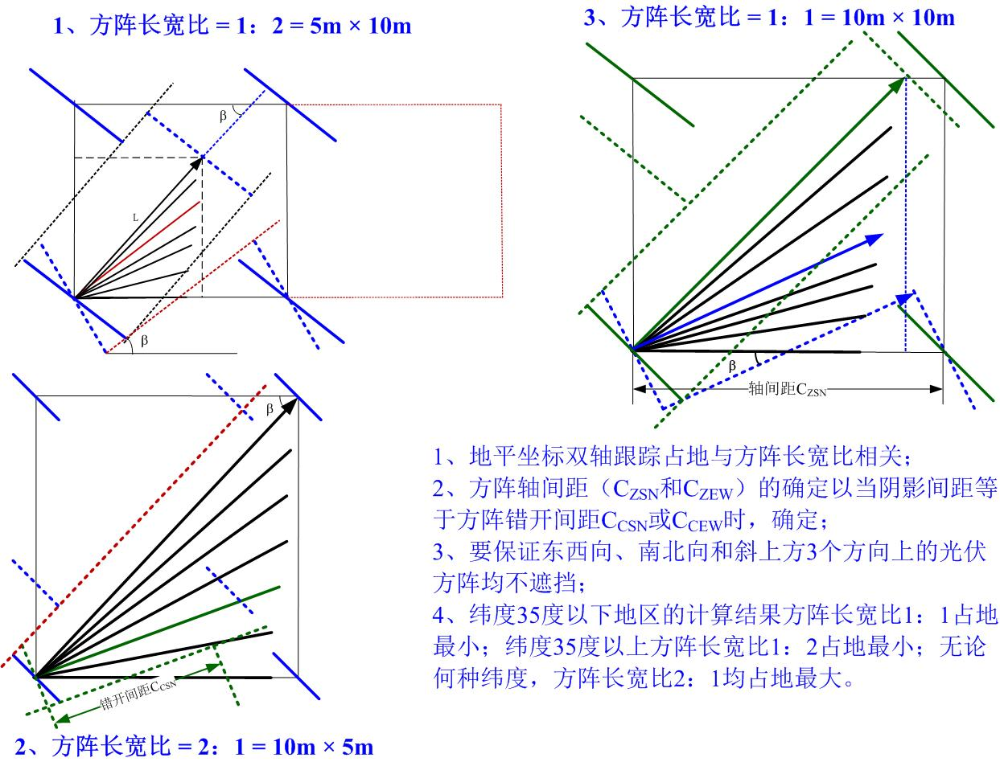 1、方阵长宽比 = 1：2 = 5m × 10m
β
L
β
3、方阵长宽比 = 1：1 = 10m × 10m
β
轴间距CZSN
β
错开间距CCSN
2、方阵长宽比 = 2：1 = 10m × 5m
1、地平坐标双轴跟踪占地与方阵长宽比相关；
2、方阵轴间距（CZSN和CZEW）的确定以当阴影间距等
于方阵错开间距CCSN或CCEW时，确定；
3、要保证东西向、南北向和斜上方3个方向上的光伏
方阵均不遮挡；
4、纬度35度以下地区的计算结果方阵长宽比1：1占地
最小；纬度35度以上方阵长宽比1：2占地最小；无论
何种纬度，方阵长宽比2：1均占地最大。